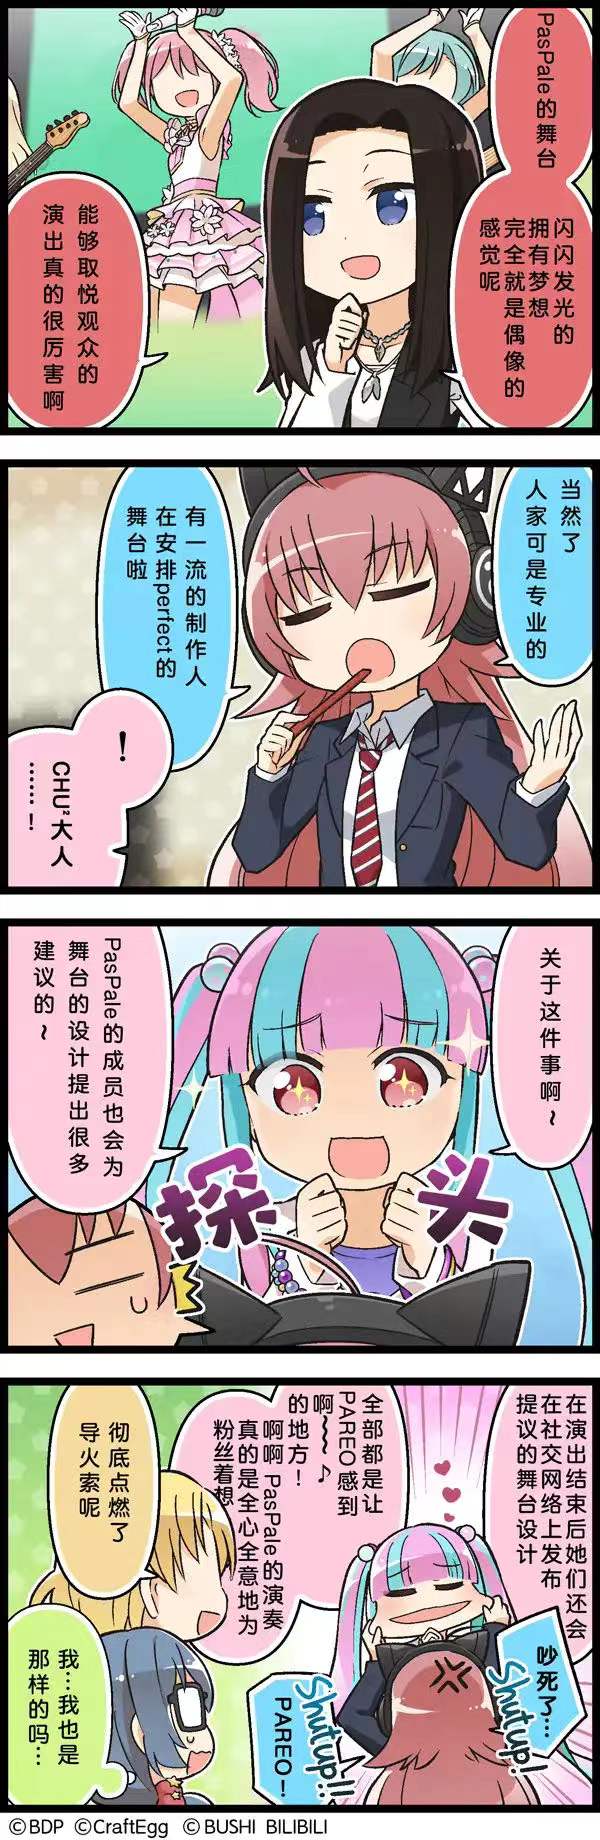 PasPale的舞台
闪闪发光的
拥有梦想
完全就是偶像的
感觉呢
能够取悦观众的
演出真的很厉害啊
当然了
人家可是专业的
有一流的制作人
在安排perfect的
舞台啦
！
CHU²大人
……！
关于这件事啊~
PasPale的成员也会为
舞台的设计提出很多
建议的~
探头
在演出结束后她们还会
在社交网络上发布
提议的舞台设计
全部都是让
PAREO感到
啊~~♪
的地方！
啊啊 PasPale的演奏
真的是全心全意地为
粉丝着想
吵死了…
Shut up!
PAREO！
Shut up!!
彻底点燃了
导火索呢
我…我也是
那样的吗…
©BDP ©CraftEgg © BUSHI BILIBILI